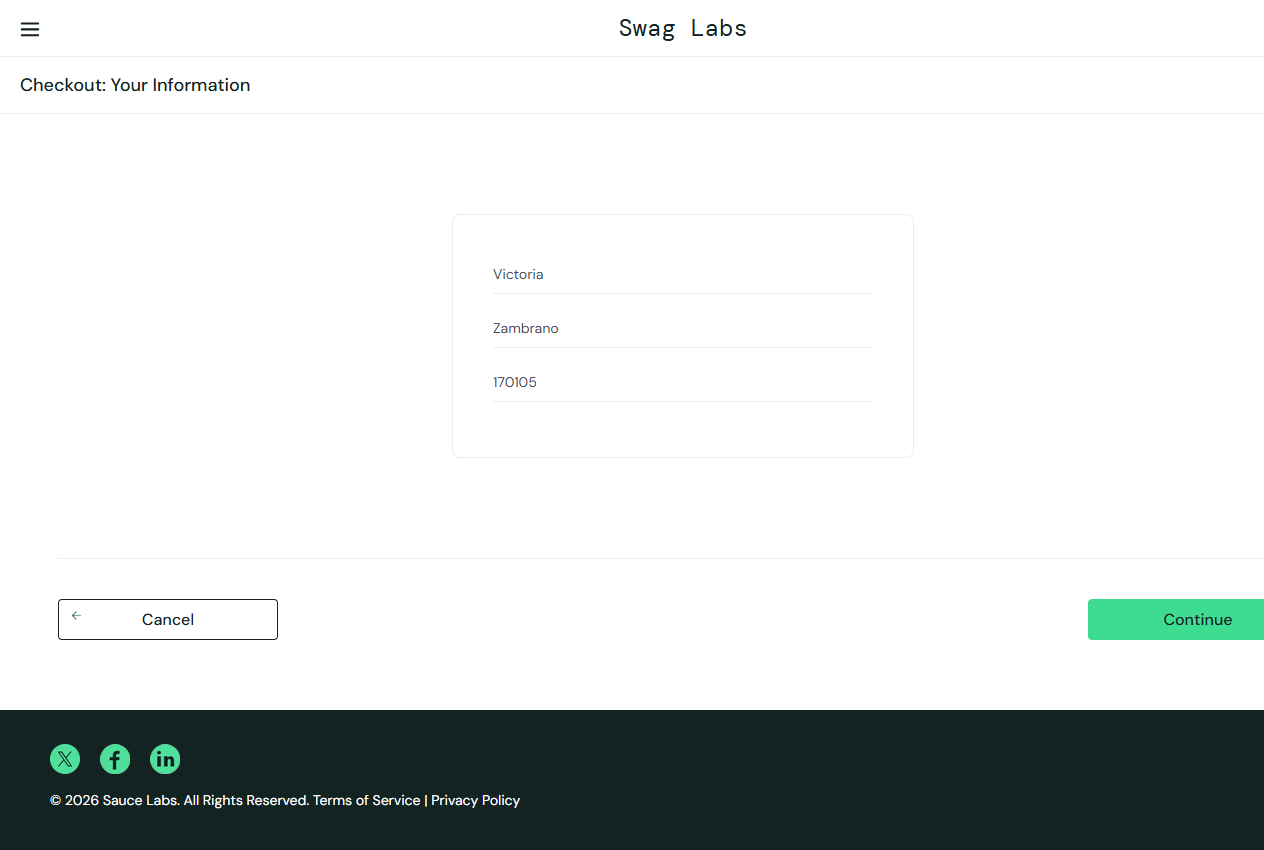 Swag Labs
Checkout: Your Information
Victoria
Zambrano
170105
Cancel
Continue
© 2026 Sauce Labs. All Rights Reserved. Terms of Service | Privacy Policy